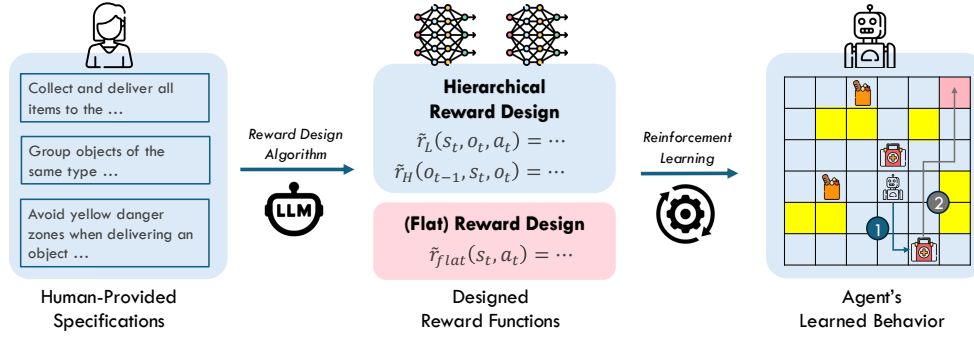 Collect and deliver all
items to the ...
Group objects of the
same type ...
Avoid yellow danger
zones when delivering an
object ...
Human-Provided
Specifications
Reward Design
Algorithm
LLM
Hierarchical
Reward Design
r̃_L(s_t, o_t, a_t) = ⋯
r̃_H(o_{t-1}, s_t, o_t) = ⋯
(Flat) Reward Design
r̃_{flat}(s_t, a_t) = ⋯
Designed
Reward Functions
Reinforcement
Learning
1
2
Agent's
Learned Behavior